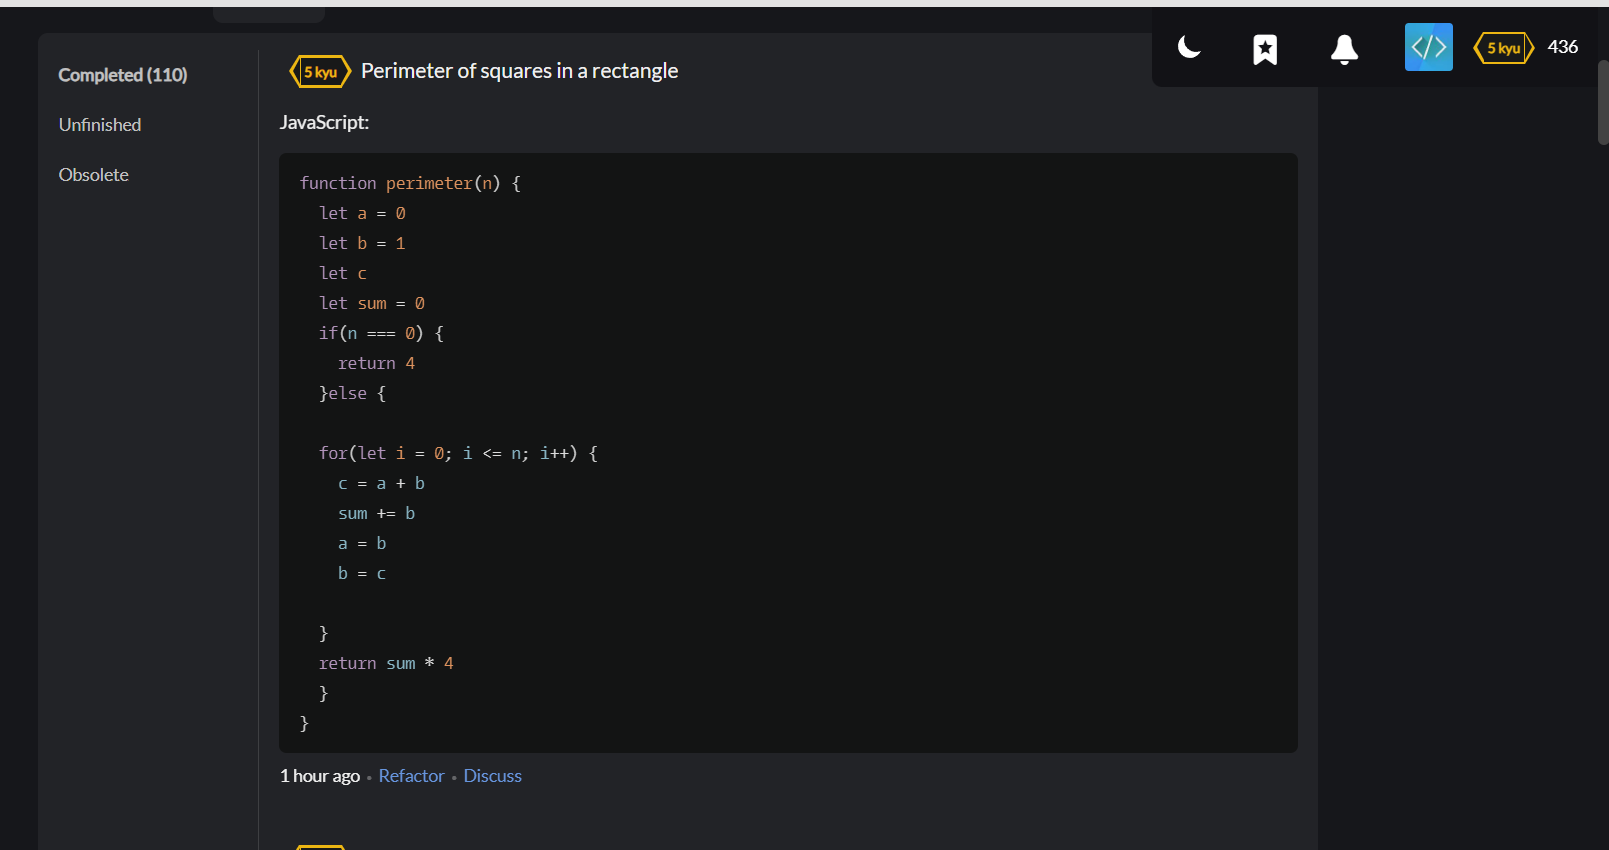 Completed (110)
Unfinished
Obsolete
5 kyu
436
5 kyu Perimeter of squares in a rectangle
JavaScript:
function perimeter(n) {
  let a = 0
  let b = 1
  let c
  let sum = 0
  if(n === 0) {
    return 4
  }else {
  for(let i = 0; i <= n; i++) {
    c = a + b
    sum += b
    a = b
    b = c
  }
  return sum * 4
  }
}
1 hour ago • Refactor • Discuss